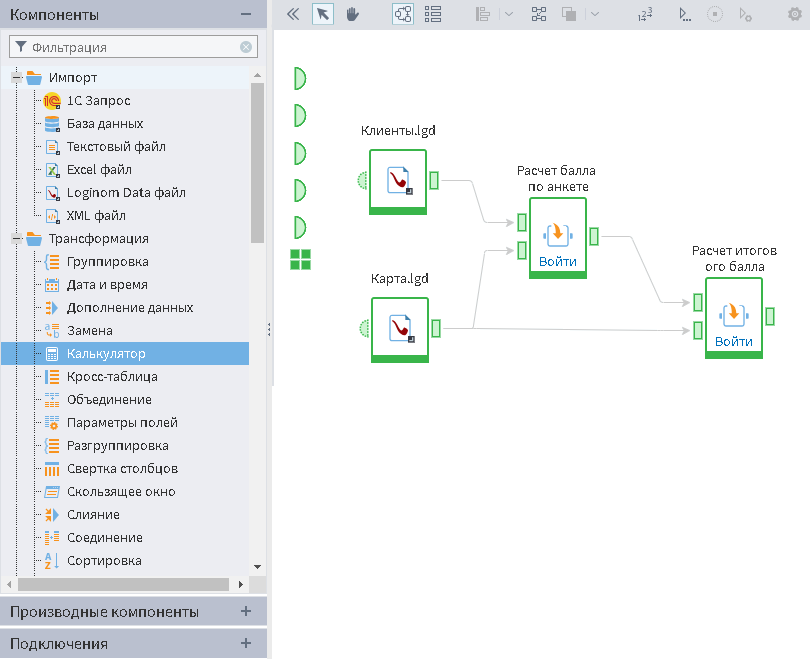 Компоненты
Фильтрация
Импорт
1С Запрос
База данных
Текстовый файл
Excel файл
Loginom Data файл
XML файл
Трансформация
Группировка
Дата и время
Дополнение данных
Замена
Калькулятор
Кросс-таблица
Объединение
Параметры полей
Разгруппировка
Свертка столбцов
Скользящее окно
Слияние
Соединение
Сортировка
Производные компоненты
Подключения
Клиенты.lgd
Расчет балла
по анкете
Войти
Карта.lgd
Расчет итогов
ого балла
Войти